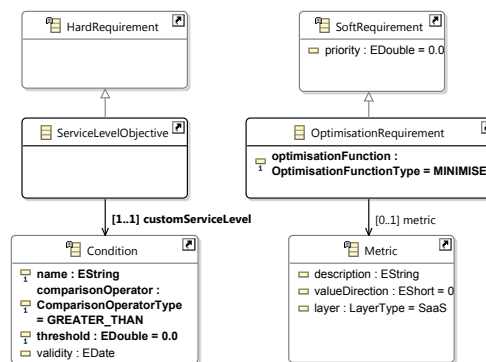 HardRequirement
SoftRequirement
priority : EDouble = 0.0
ServiceLevelObjective
OptimisationRequirement
optimisationFunction :
OptimisationFunctionType = MINIMISE
[1..1] customServiceLevel
[0..1] metric
Condition
name : EString
comparisonOperator :
ComparisonOperatorType
= GREATER_THAN
threshold : EDouble = 0.0
validity : EDate
Metric
description : EString
valueDirection : EShort = 0
layer : LayerType = SaaS